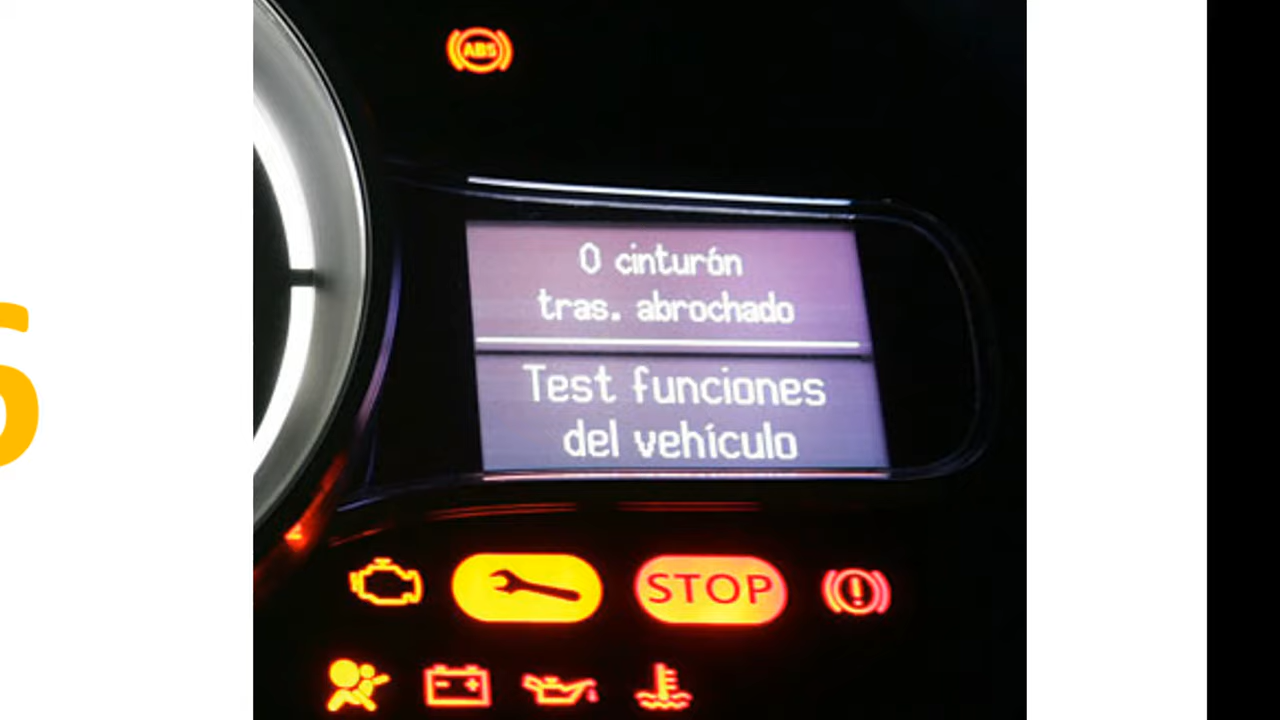 ABS
0 cinturón
tras. abrochado
Test funciones
del vehículo
STOP